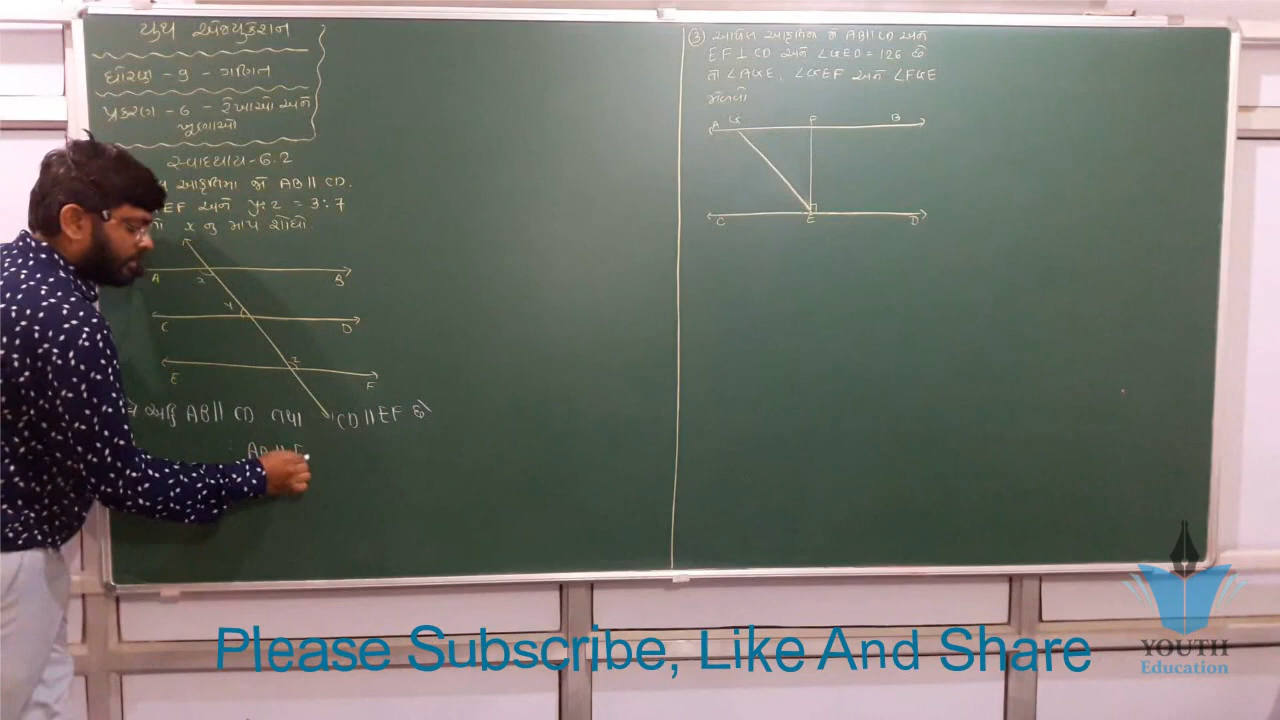 યુથ એજ્યુકેશન
ધોરણ - 9 - ગણિત
પ્રકરણ - 6 - રેખાઓ અને
ખૂણાઓ
સ્વાધ્યાય - 6.2
આકૃતિમાં જો AB || CD.
EF અને y:z = 3:7
તો x નુ માપ શોધો.
A
x
B
C
y
D
E
z
F
AB || CD તથા CD || EF છે
∴ AB ||
③ આપેલ આકૃતિમાં જો AB || CD અને
EF ⊥ CD અને ∠GED = 126 છે
તો ∠AGE, ∠GEF અને ∠FGE
મેળવો
A G F B
C E D
Please Subscribe, Like And Share
YOUTH
Education